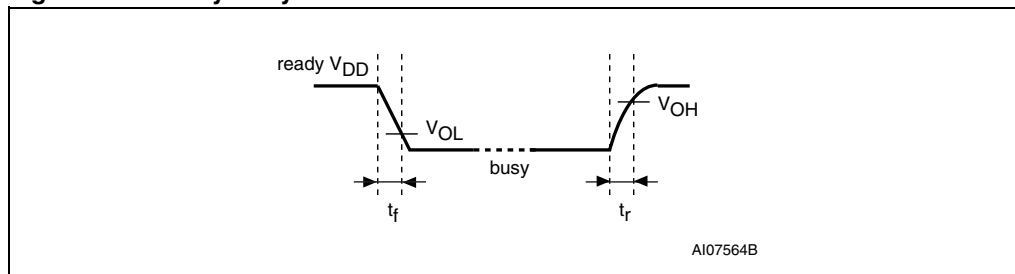 ready VDD
VOL
VOH
busy
tf
tr
AI07564B